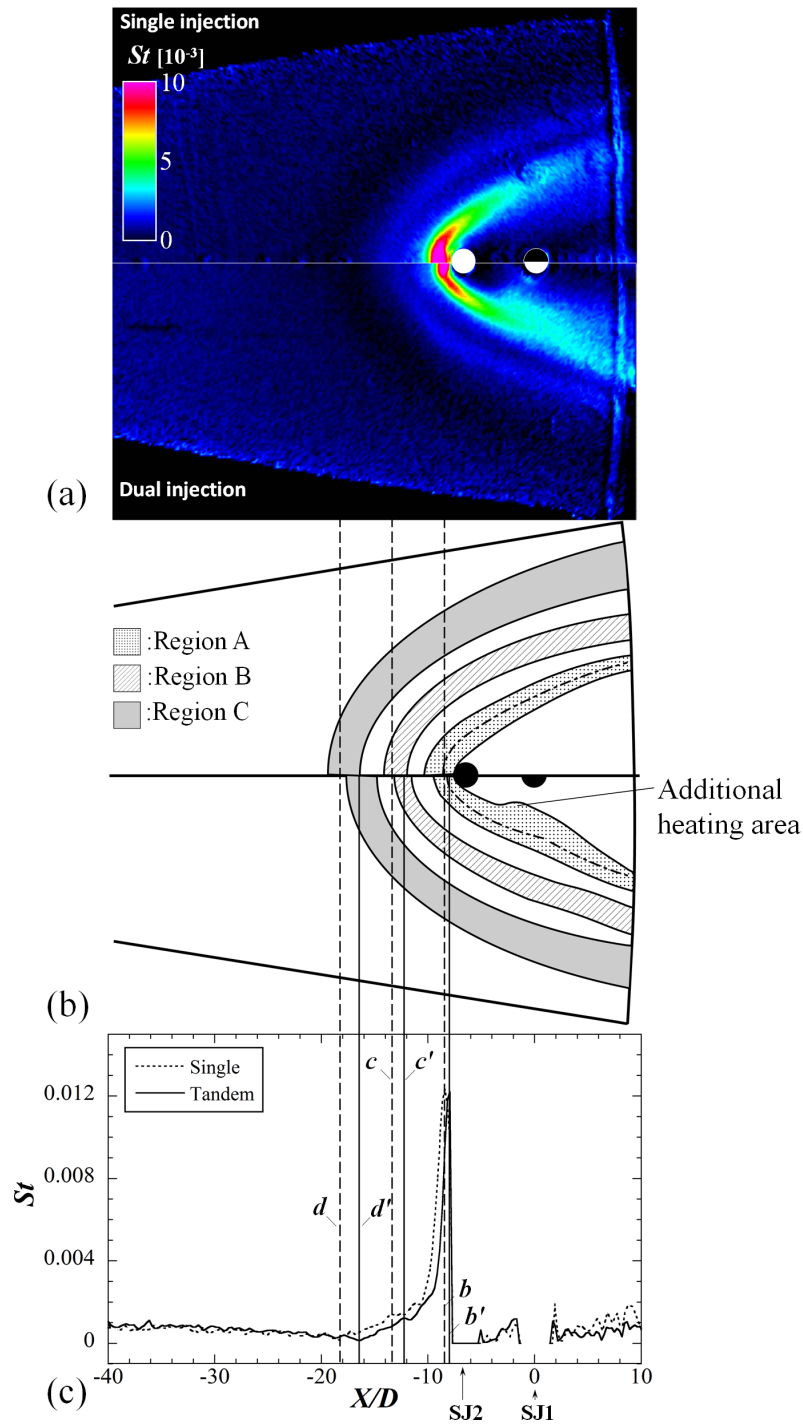 Single injection
St [10⁻³]
10
5
0
Dual injection
(a)
:Region A
:Region B
:Region C
Additional
heating area
(b)
Single
Tandem
c
c'
d
d'
b
b'
0.012
0.008
0.004
0
St
-40
-30
-20
-10
0
10
X/D
SJ2
SJ1
(c)